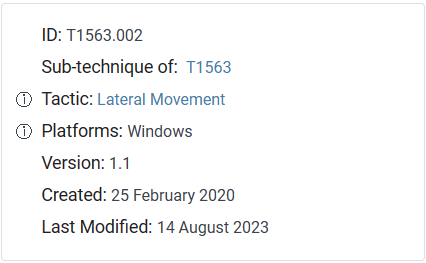 ID: T1563.002
Sub-technique of: T1563
Tactic: Lateral Movement
Platforms: Windows
Version: 1.1
Created: 25 February 2020
Last Modified: 14 August 2023